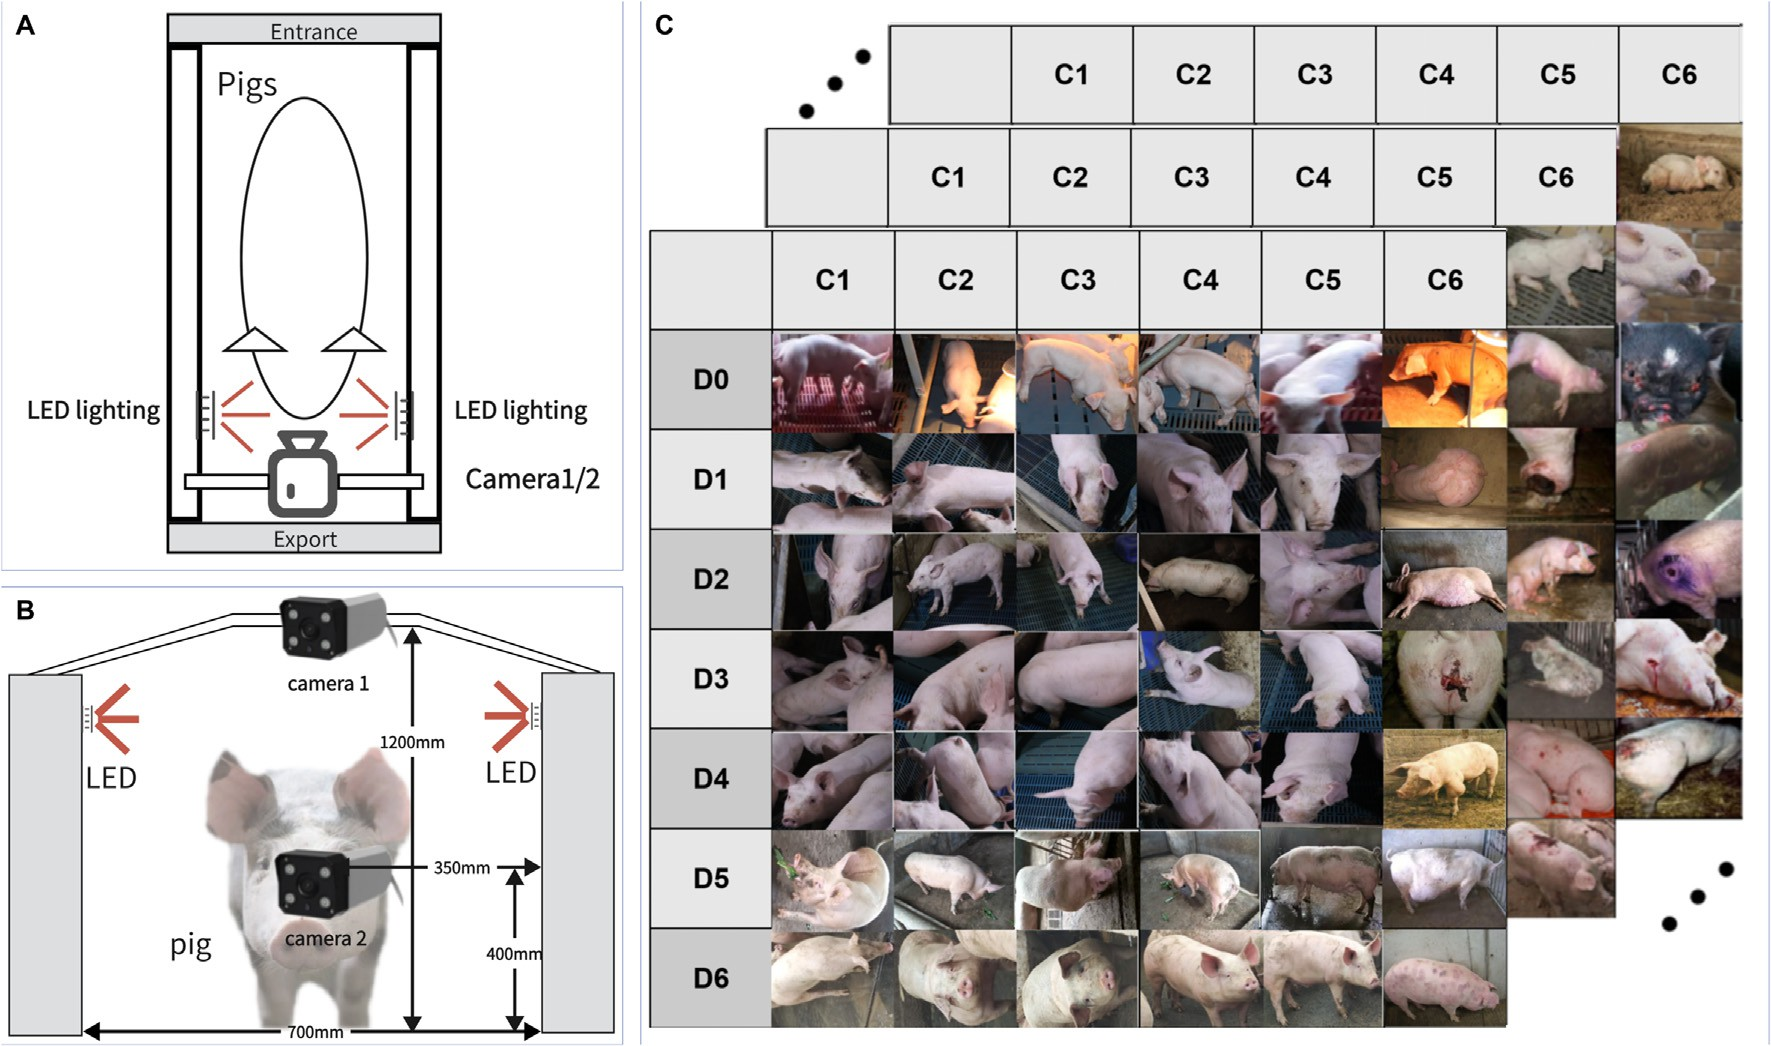 A
Entrance
Pigs
LED lighting
LED lighting
Camera1/2
Export
B
camera 1
1200mm
LED
LED
350mm
camera 2
pig
400mm
700mm
C
C1 C2 C3 C4 C5 C6
C1 C2 C3 C4 C5 C6
C1 C2 C3 C4 C5 C6
D0
D1
D2
D3
D4
D5
D6